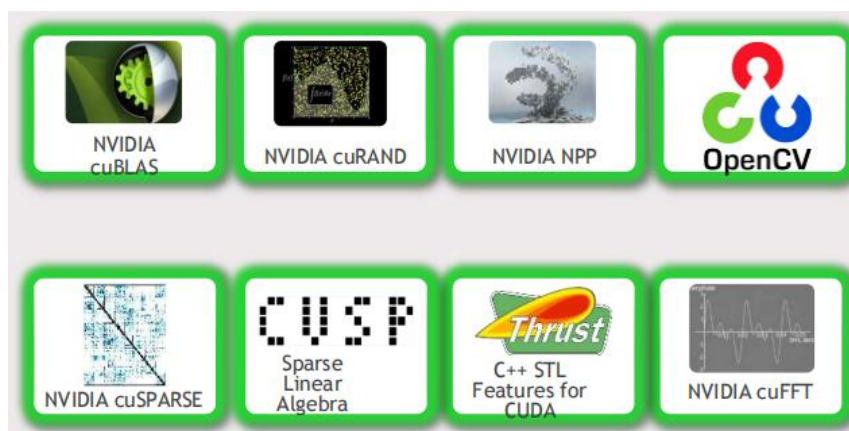 NVIDIA
cuBLAS
NVIDIA cuRAND
NVIDIA NPP
OpenCV
NVIDIA cuSPARSE
CUSP
Sparse
Linear
Algebra
Thrust
C++ STL
Features for
CUDA
NVIDIA cuFFT